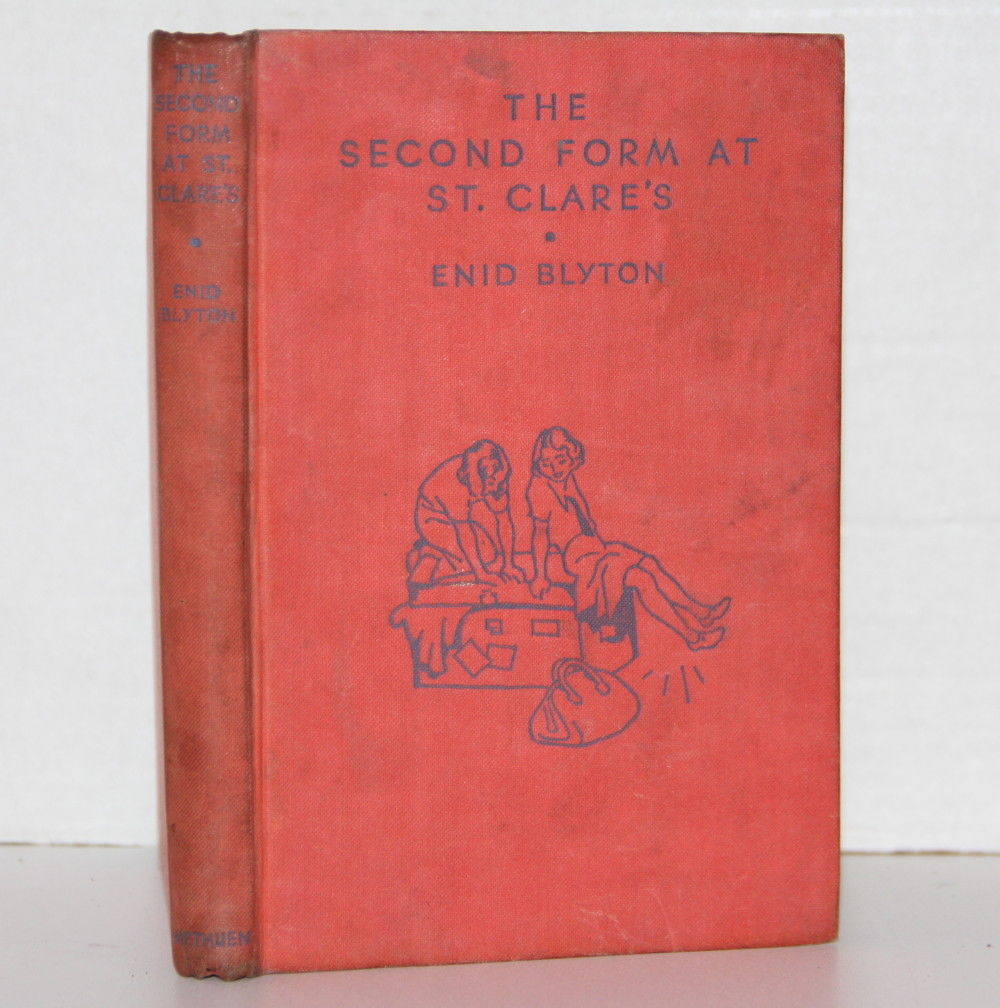 THE
SECOND
FORM
AT ST.
CLARE'S
ENID
BLYTON
METHUEN
THE
SECOND FORM AT
ST. CLARE'S
ENID BLYTON